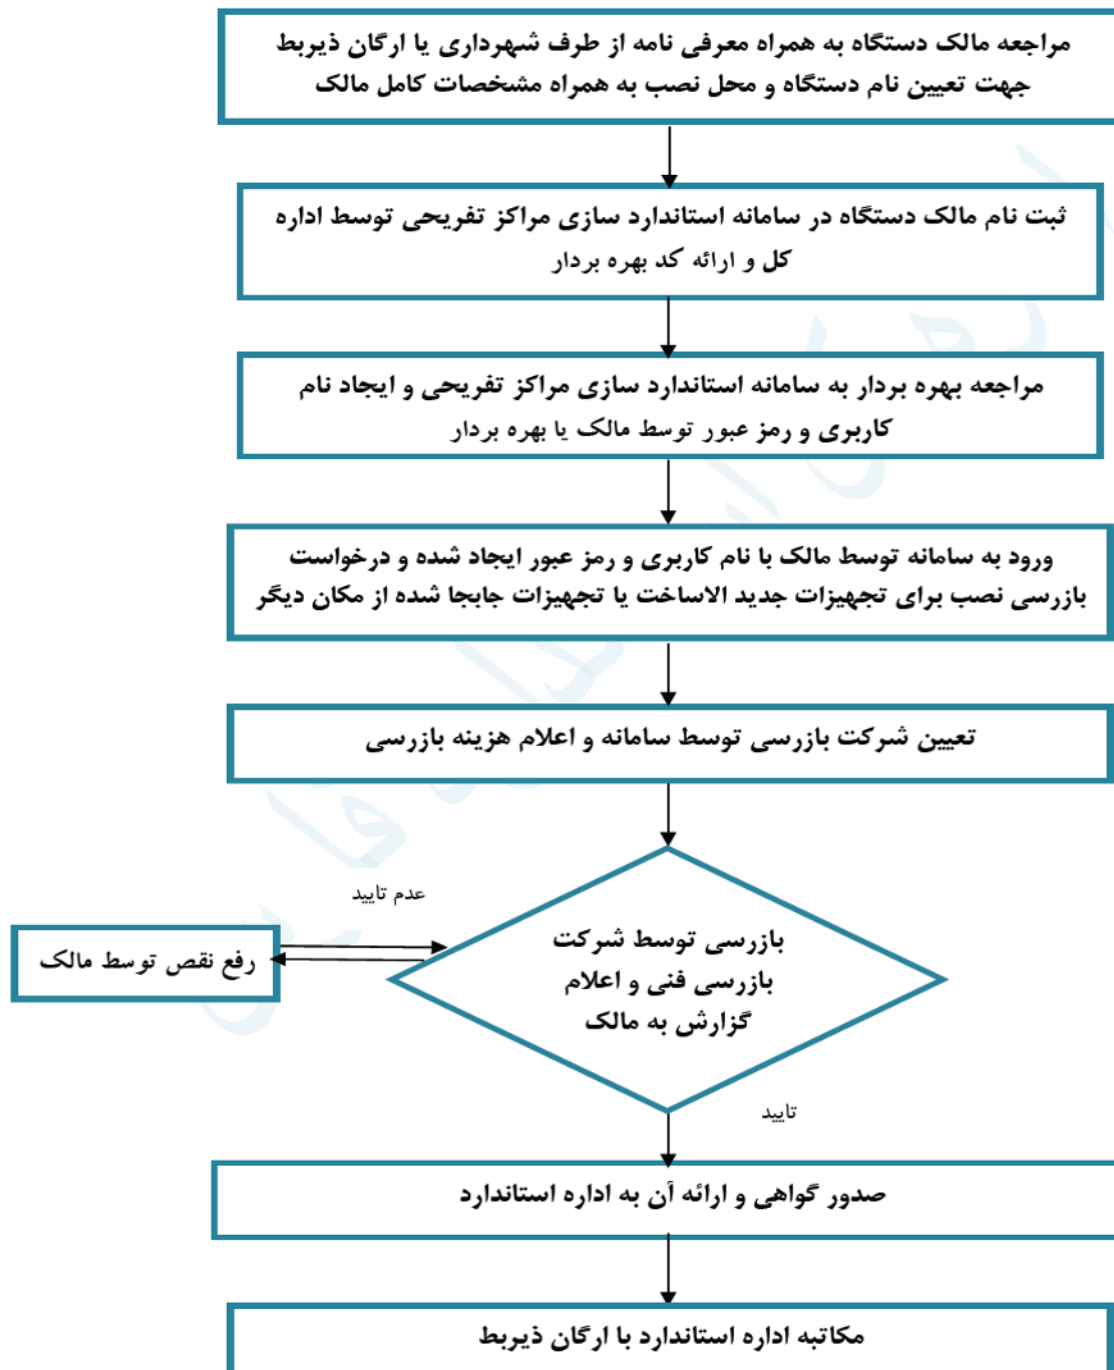 مراجعه مالک دستگاه به همراه معرفی نامه از طرف شهرداری یا ارگان ذیربط
جهت تعیین نام دستگاه و محل نصب به همراه مشخصات کامل مالک
ثبت نام مالک دستگاه در سامانه استاندارد سازی مراکز تفریحی توسط اداره
کل و ارائه کد بهره بردار
مراجعه بهره بردار به سامانه استاندارد سازی مراکز تفریحی و ایجاد نام
کاربری و رمز عبور توسط مالک یا بهره بردار
ورود به سامانه توسط مالک با نام کاربری و رمز عبور ایجاد شده و درخواست
بازرسی نصب برای تجهیزات جدید الاساخت یا تجهیزات جابجا شده از مکان دیگر
تعیین شرکت بازرسی توسط سامانه و اعلام هزینه بازرسی
بازرسی توسط شرکت
بازرسی فنی و اعلام
گزارش به مالک
عدم تایید
رفع نقص توسط مالک
تایید
صدور گواهی و ارائه آن به اداره استاندارد
مکاتبه اداره استاندارد با ارگان ذیربط